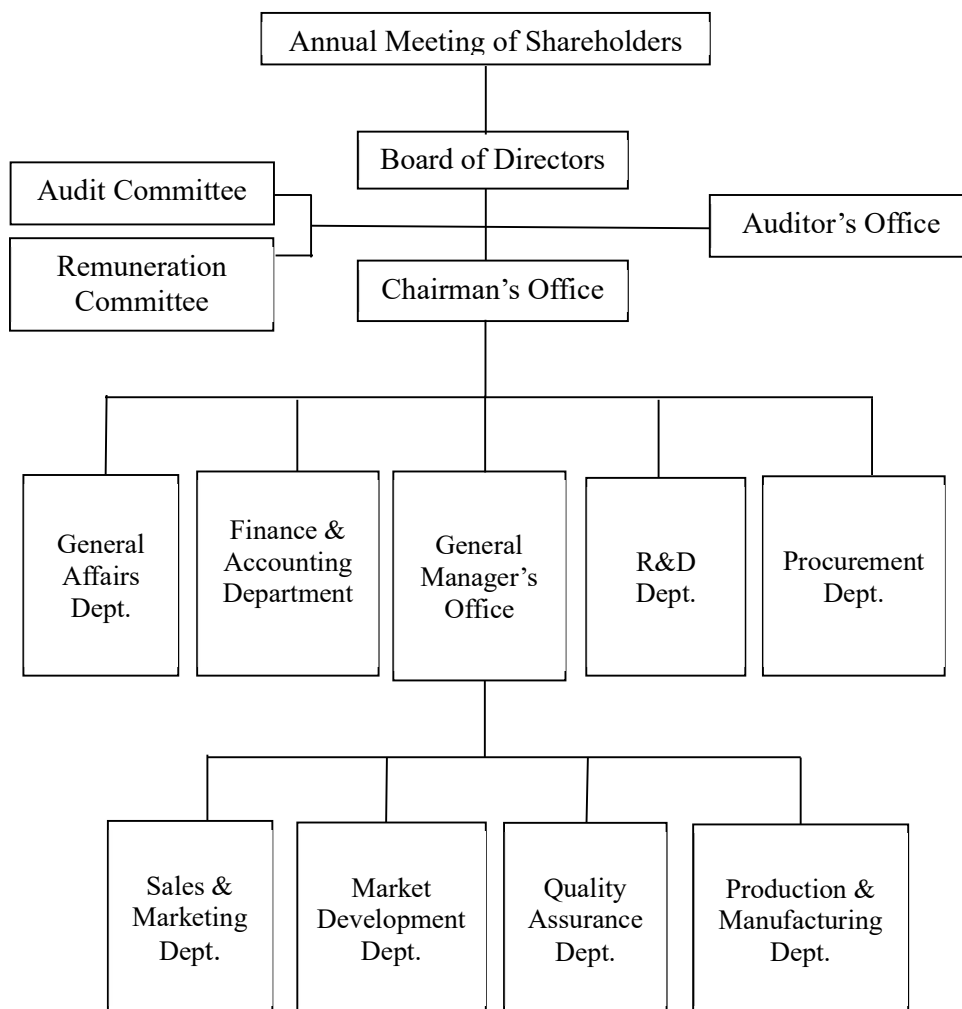 Annual Meeting of Shareholders
Board of Directors
Audit Committee
Auditor’s Office
Remuneration
Committee
Chairman’s Office
General
Affairs
Dept.
Finance &
Accounting
Department
General
Manager’s
Office
R&D
Dept.
Procurement
Dept.
Sales &
Marketing
Dept.
Market
Development
Dept.
Quality
Assurance
Dept.
Production &
Manufacturing
Dept.